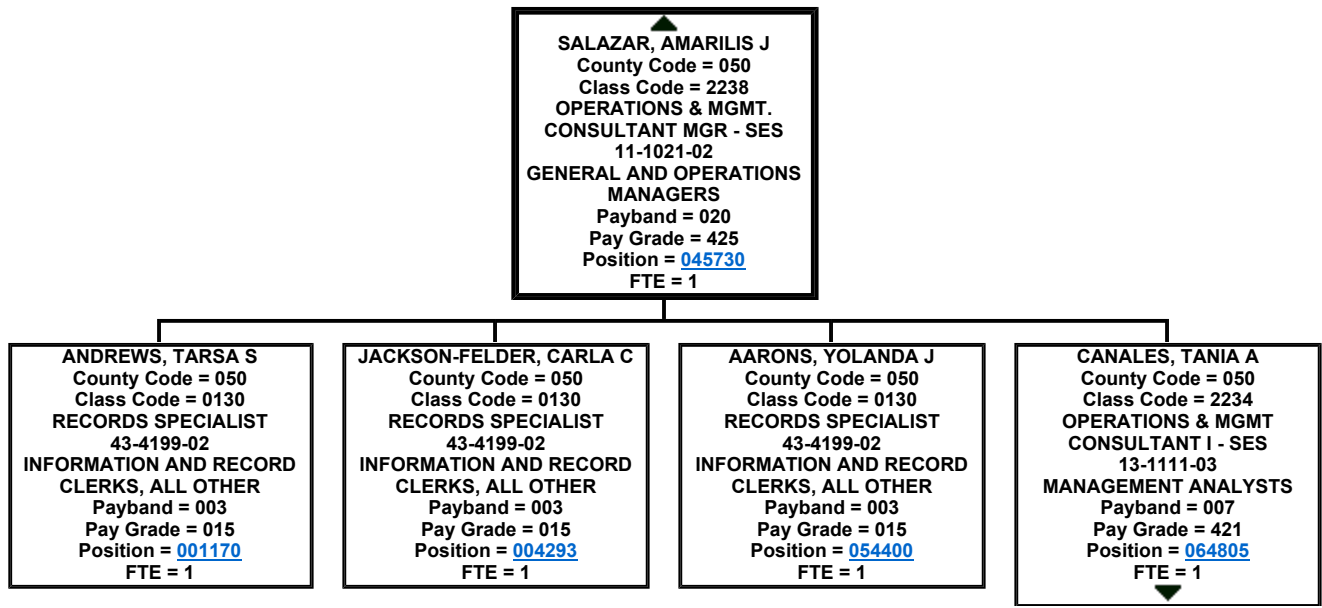 SALAZAR, AMARILIS J
County Code = 050
Class Code = 2238
OPERATIONS & MGMT.
CONSULTANT MGR - SES
11-1021-02
GENERAL AND OPERATIONS
MANAGERS
Payband = 020
Pay Grade = 425
Position = 045730
FTE = 1
ANDREWS, TARSA S
County Code = 050
Class Code = 0130
RECORDS SPECIALIST
43-4199-02
INFORMATION AND RECORD
CLERKS, ALL OTHER
Payband = 003
Pay Grade = 015
Position = 001170
FTE = 1
JACKSON-FELDER, CARLA C
County Code = 050
Class Code = 0130
RECORDS SPECIALIST
43-4199-02
INFORMATION AND RECORD
CLERKS, ALL OTHER
Payband = 003
Pay Grade = 015
Position = 004293
FTE = 1
AARONS, YOLANDA J
County Code = 050
Class Code = 0130
RECORDS SPECIALIST
43-4199-02
INFORMATION AND RECORD
CLERKS, ALL OTHER
Payband = 003
Pay Grade = 015
Position = 054400
FTE = 1
CANALES, TANIA A
County Code = 050
Class Code = 2234
OPERATIONS & MGMT
CONSULTANT I - SES
13-1111-03
MANAGEMENT ANALYSTS
Payband = 007
Pay Grade = 421
Position = 064805
FTE = 1